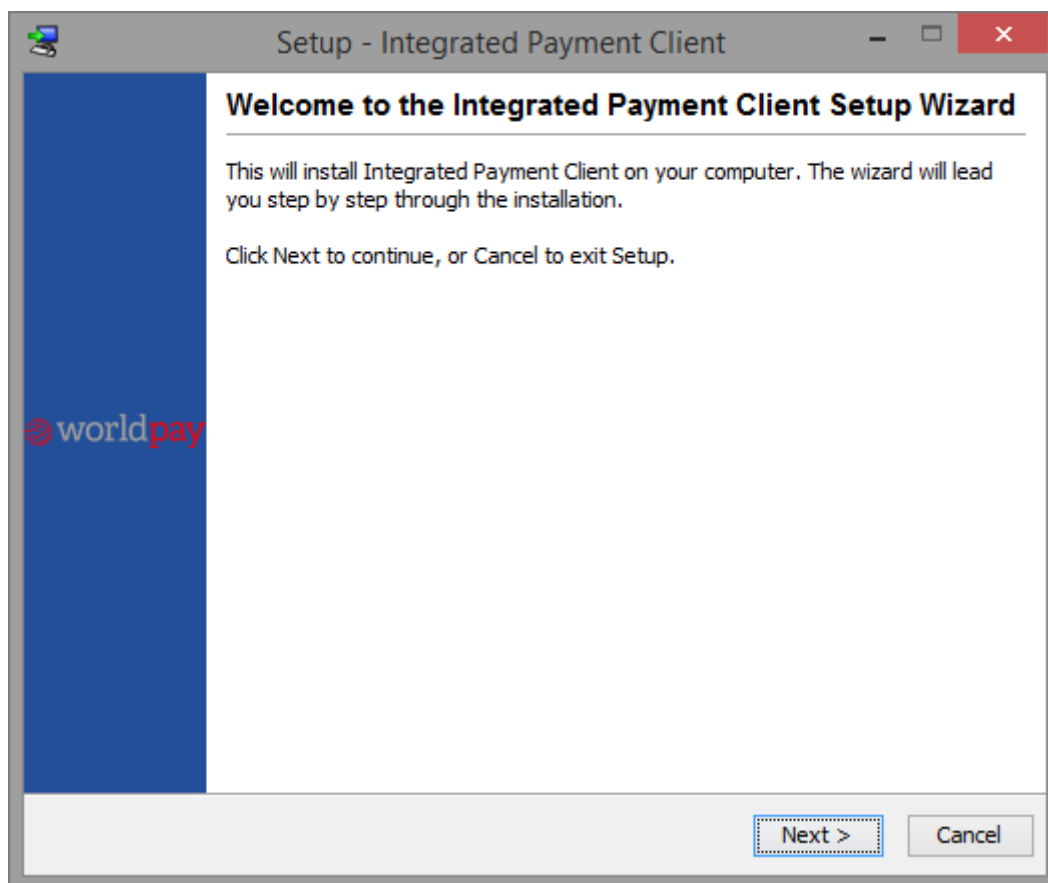 Setup - Integrated Payment Client
Welcome to the Integrated Payment Client Setup Wizard
This will install Integrated Payment Client on your computer. The wizard will lead
you step by step through the installation.
Click Next to continue, or Cancel to exit Setup.
worldpay
Next >
Cancel